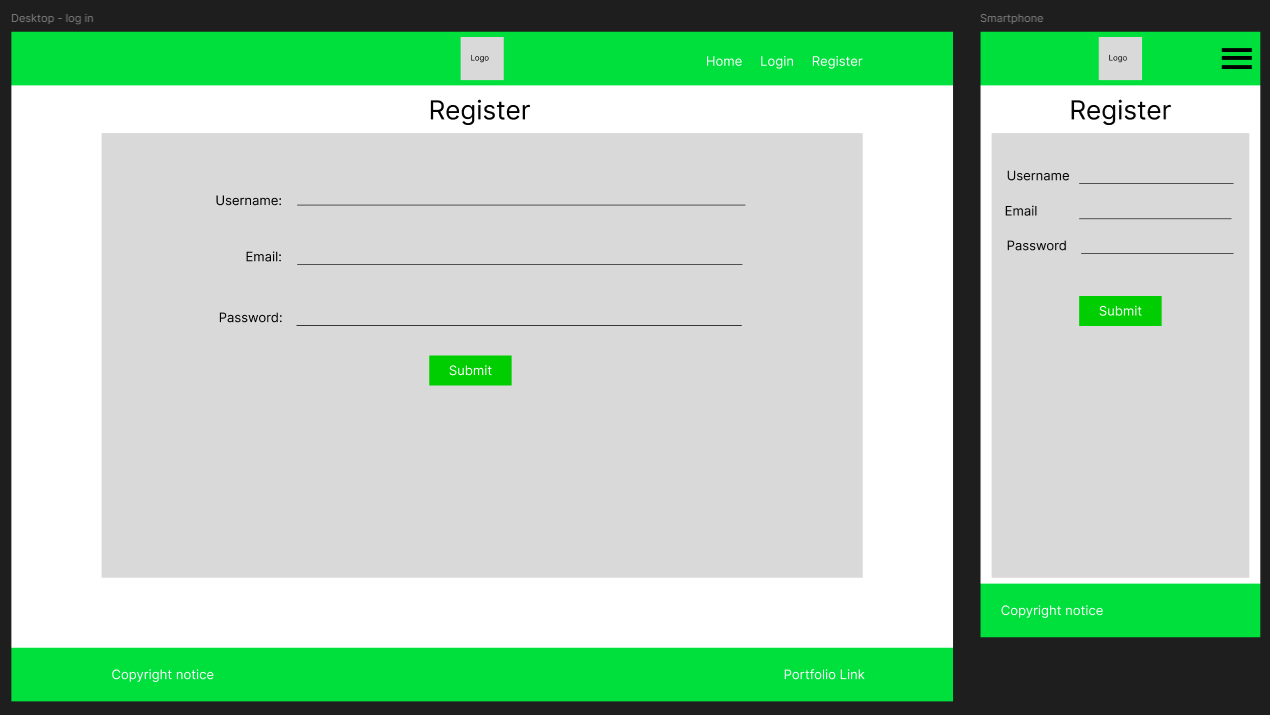 Desktop - log in
Logo
Home Login Register
Register
Username:
Email:
Password:
Submit
Copyright notice
Portfolio Link
Smartphone
Logo
Register
Username
Email
Password
Submit
Copyright notice